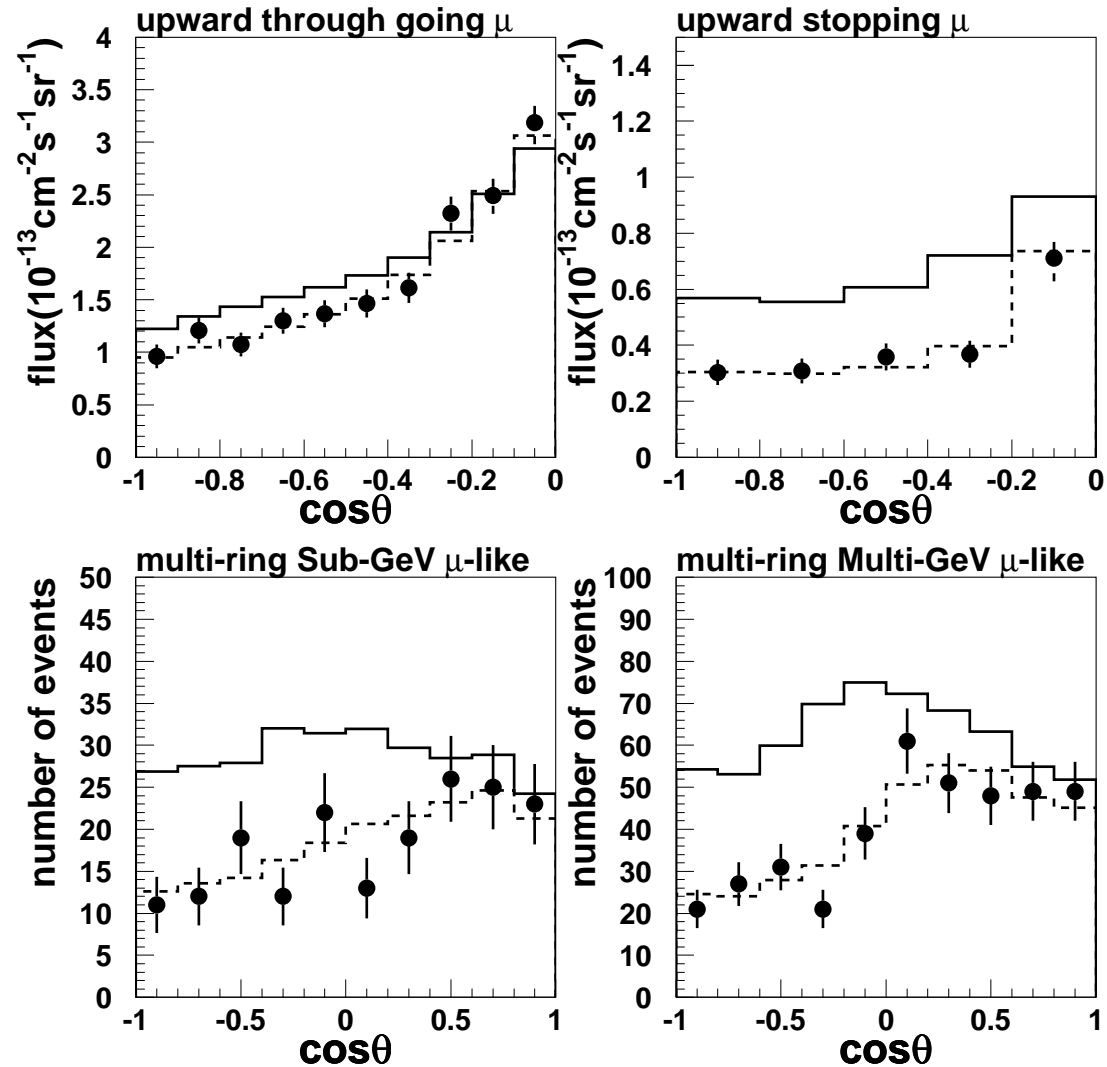 upward through going μ
flux(10⁻¹³cm⁻²s⁻¹sr⁻¹)
4
3.5
3
2.5
2
1.5
1
0.5
0
-1 -0.8 -0.6 -0.4 -0.2 0
cosθ
upward stopping μ
flux(10⁻¹³cm⁻²s⁻¹sr⁻¹)
1.4
1.2
1
0.8
0.6
0.4
0.2
0
-1 -0.8 -0.6 -0.4 -0.2 0
cosθ
multi-ring Sub-GeV μ-like
number of events
50
45
40
35
30
25
20
15
10
5
0
-1 -0.5 0 0.5 1
cosθ
multi-ring Multi-GeV μ-like
number of events
100
90
80
70
60
50
40
30
20
10
0
-1 -0.5 0 0.5 1
cosθ